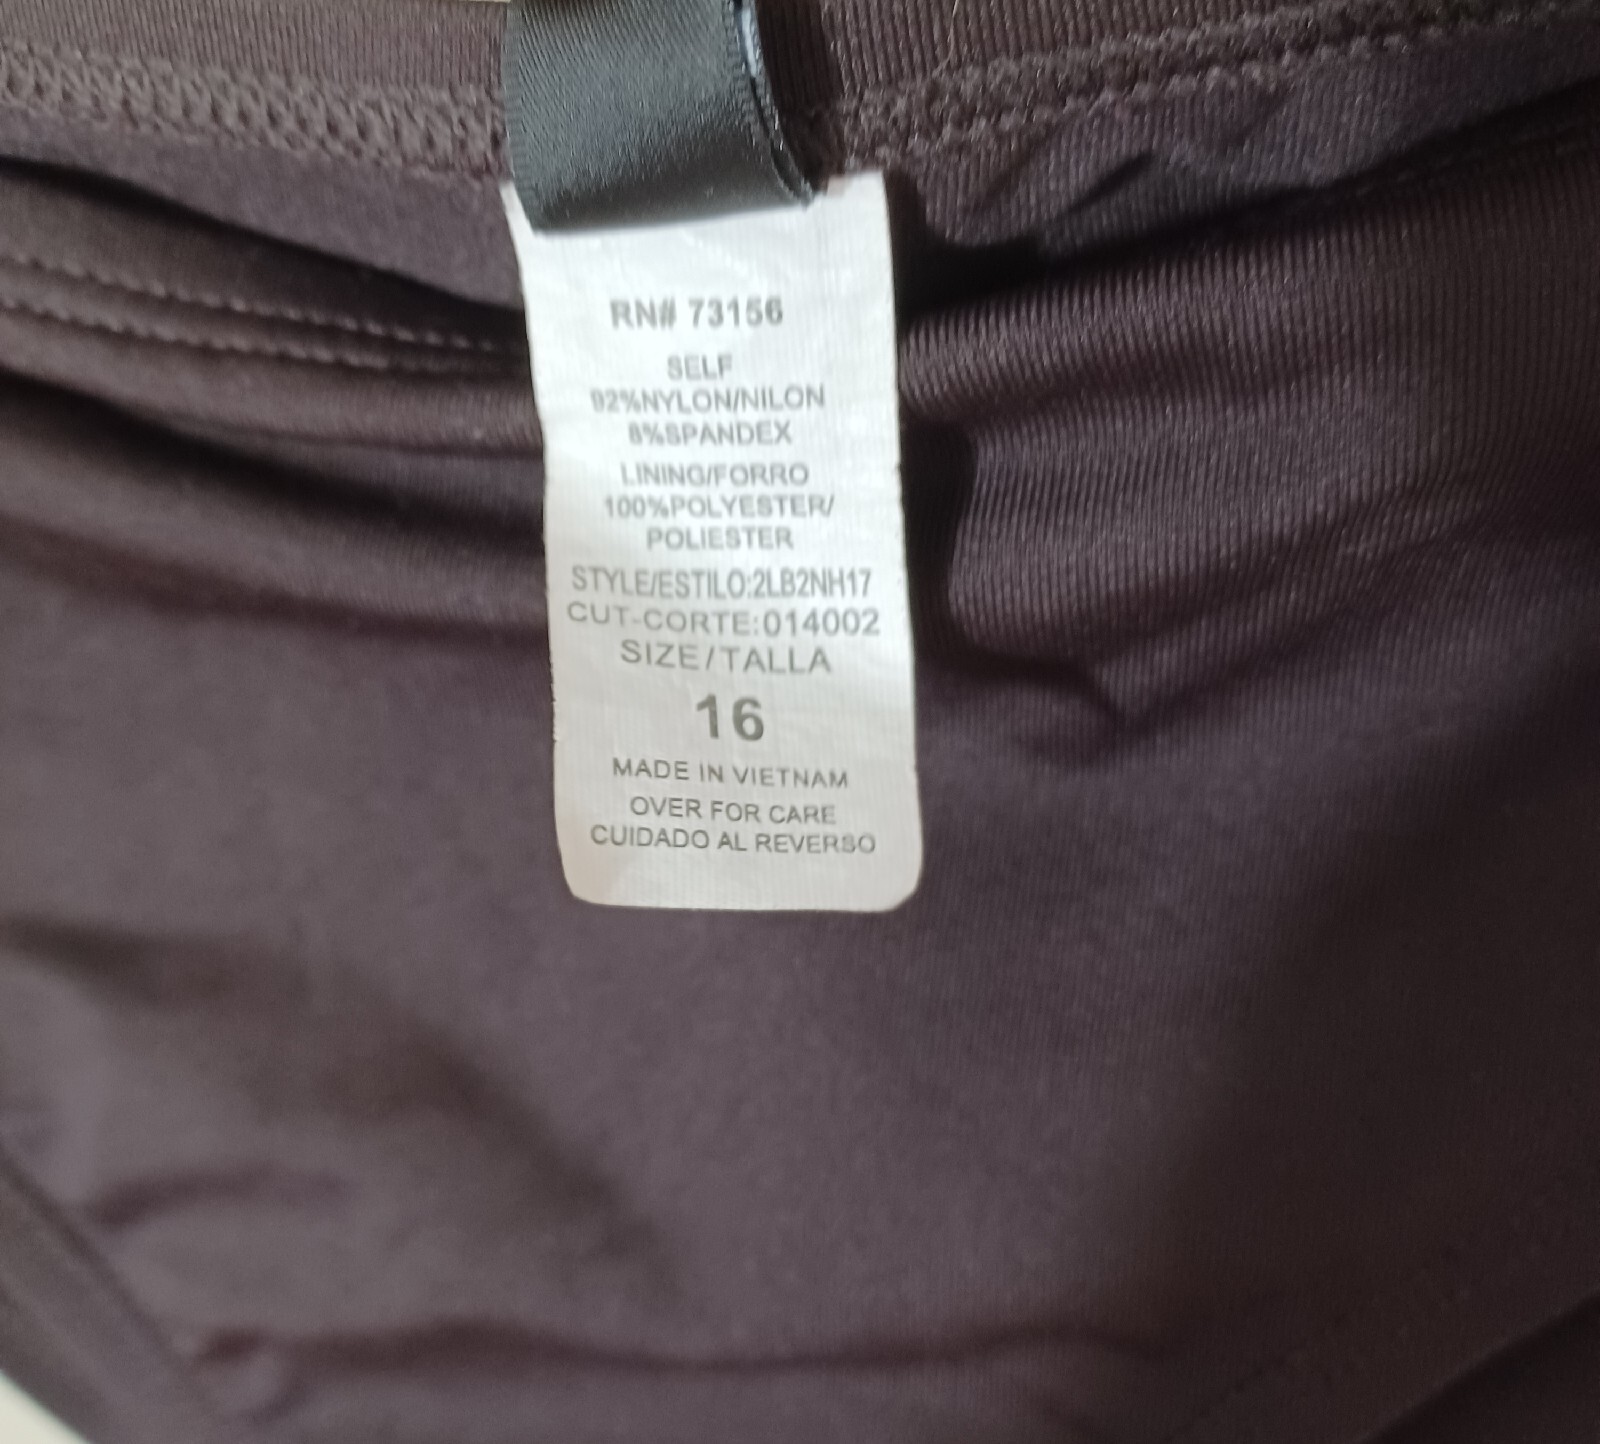 RN# 73156
SELF
92%NYLON/NILON
8%SPANDEX
LINING/FORRO
100%POLYESTER/
POLIESTER
STYLE/ESTILO:2LB2NH17
CUT-CORTE:014002
SIZE/TALLA
16
MADE IN VIETNAM
OVER FOR CARE
CUIDADO AL REVERSO